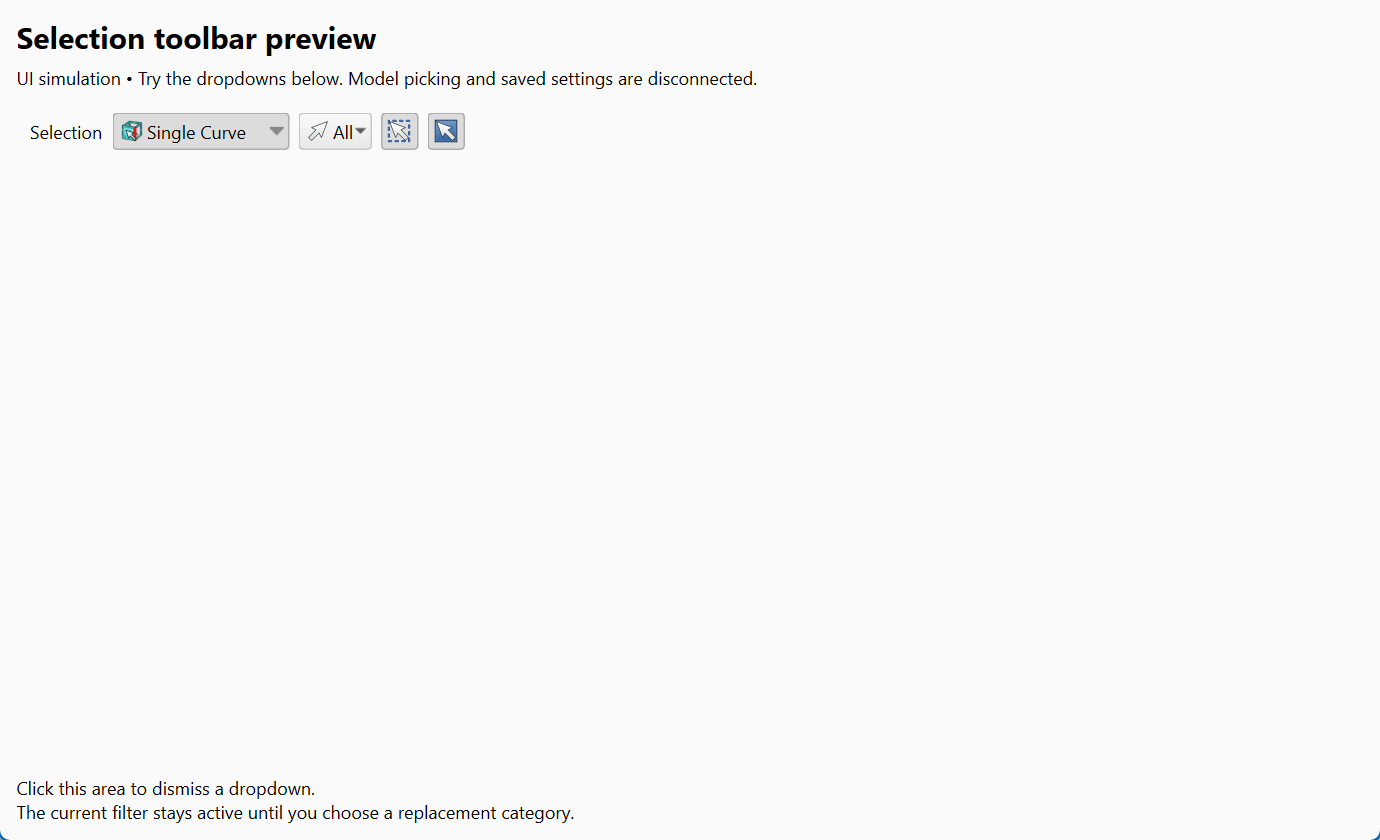 Selection toolbar preview
UI simulation • Try the dropdowns below. Model picking and saved settings are disconnected.
Selection Single Curve All
Click this area to dismiss a dropdown.
The current filter stays active until you choose a replacement category.